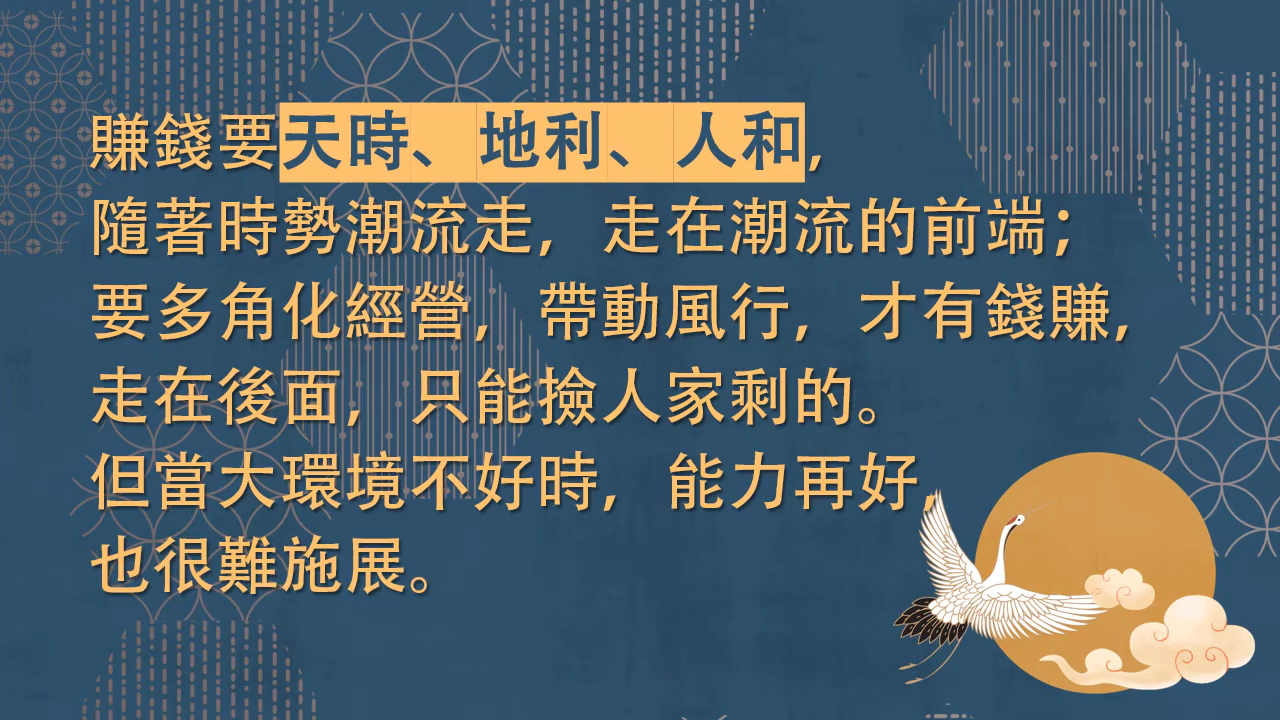 賺錢要天時、地利、人和,
隨著時勢潮流走,走在潮流的前端;
要多角化經營,帶動風行,才有錢賺,
走在後面,只能撿人家剩的。
但當大環境不好時,能力再好,
也很難施展。